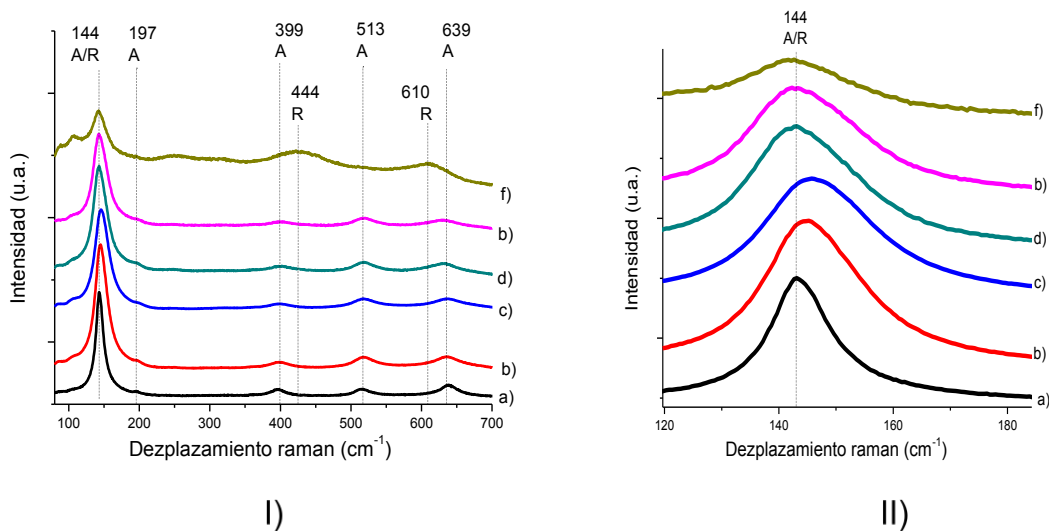 144 197 399 513 639
A/R A A A A
444 610
R R
f)
b)
d)
c)
b)
a)
Intensidad (u.a.)
100 200 300 400 500 600 700
Dezplazamiento raman (cm⁻¹)
I)
144
A/R
f)
b)
d)
c)
b)
a)
Intensidad (u.a.)
120 140 160 180
Dezplazamiento raman (cm⁻¹)
II)